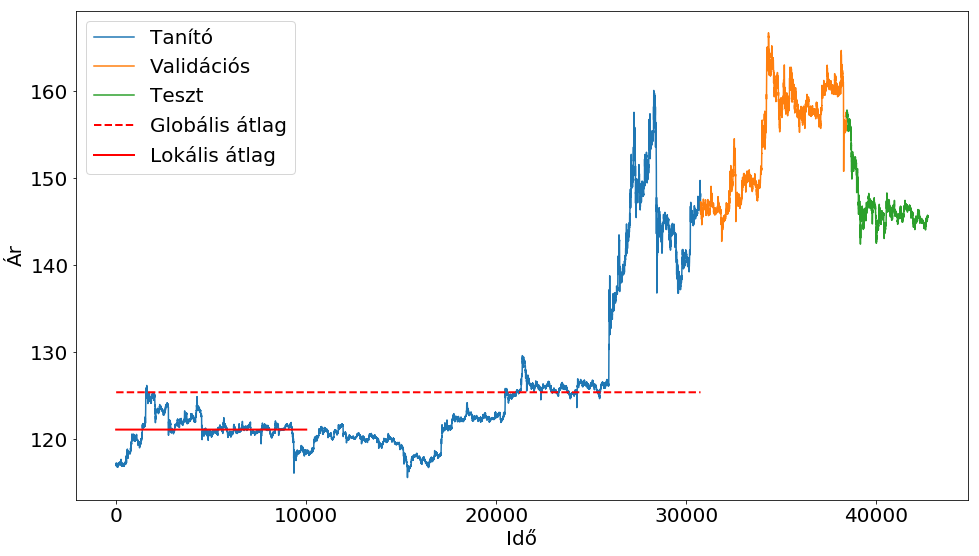 Tanító
Validációs
Teszt
Globális átlag
Lokális átlag
160
150
140
130
120
Ár
0 10000 20000 30000 40000
Idő